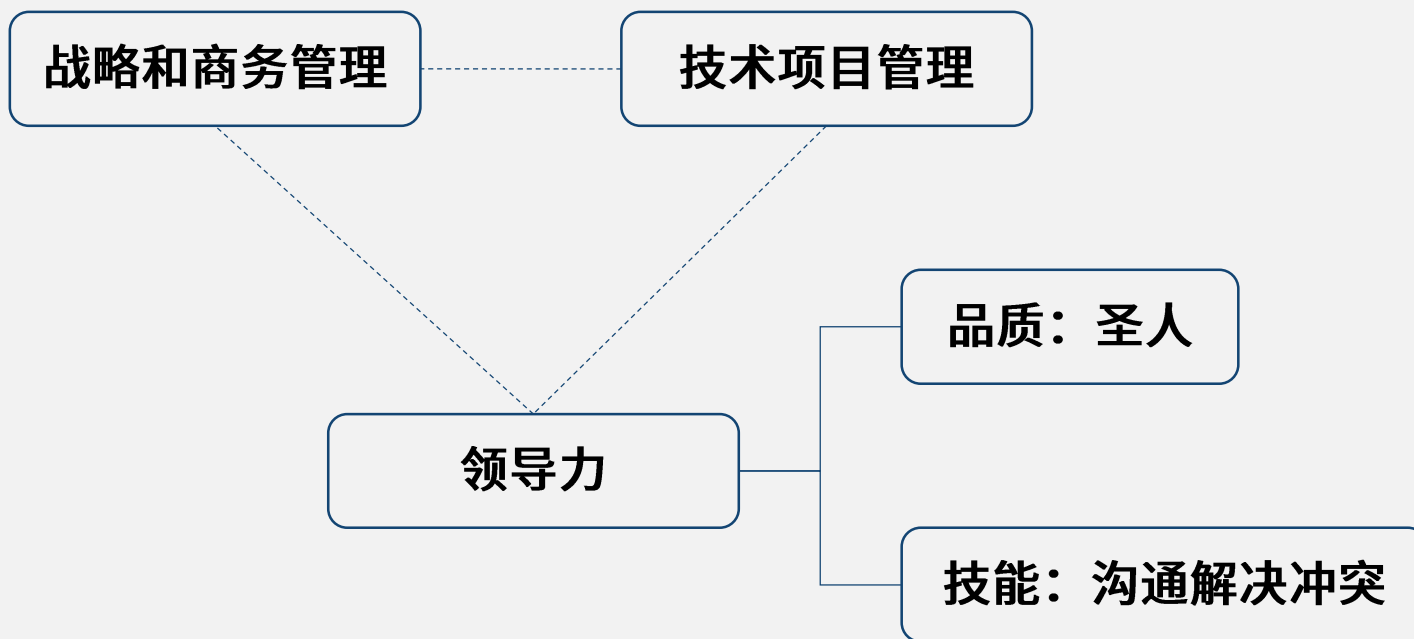 战略和商务管理
技术项目管理
品质：圣人
领导力
技能：沟通解决冲突